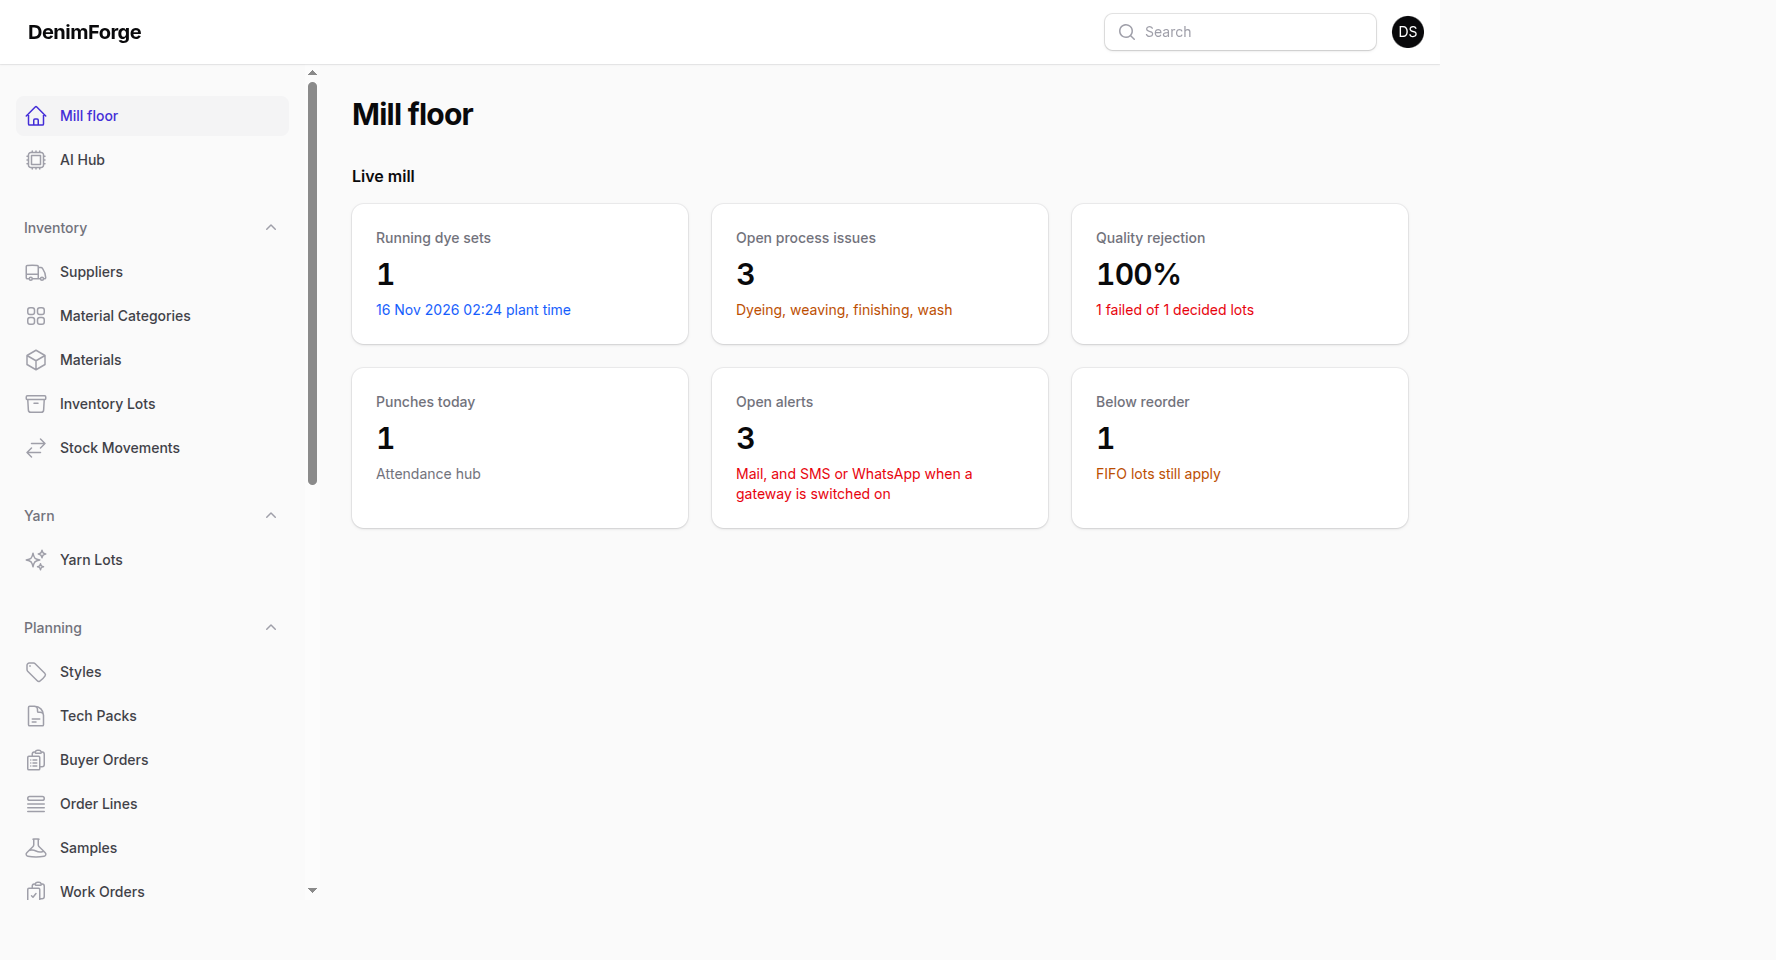 DenimForge
Search
DS
Mill floor
AI Hub
Inventory
Suppliers
Material Categories
Materials
Inventory Lots
Stock Movements
Yarn
Yarn Lots
Planning
Styles
Tech Packs
Buyer Orders
Order Lines
Samples
Work Orders
Mill floor
Live mill
Running dye sets
1
16 Nov 2026 02:24 plant time
Open process issues
3
Dyeing, weaving, finishing, wash
Quality rejection
100%
1 failed of 1 decided lots
Punches today
1
Attendance hub
Open alerts
3
Mail, and SMS or WhatsApp when a
gateway is switched on
Below reorder
1
FIFO lots still apply